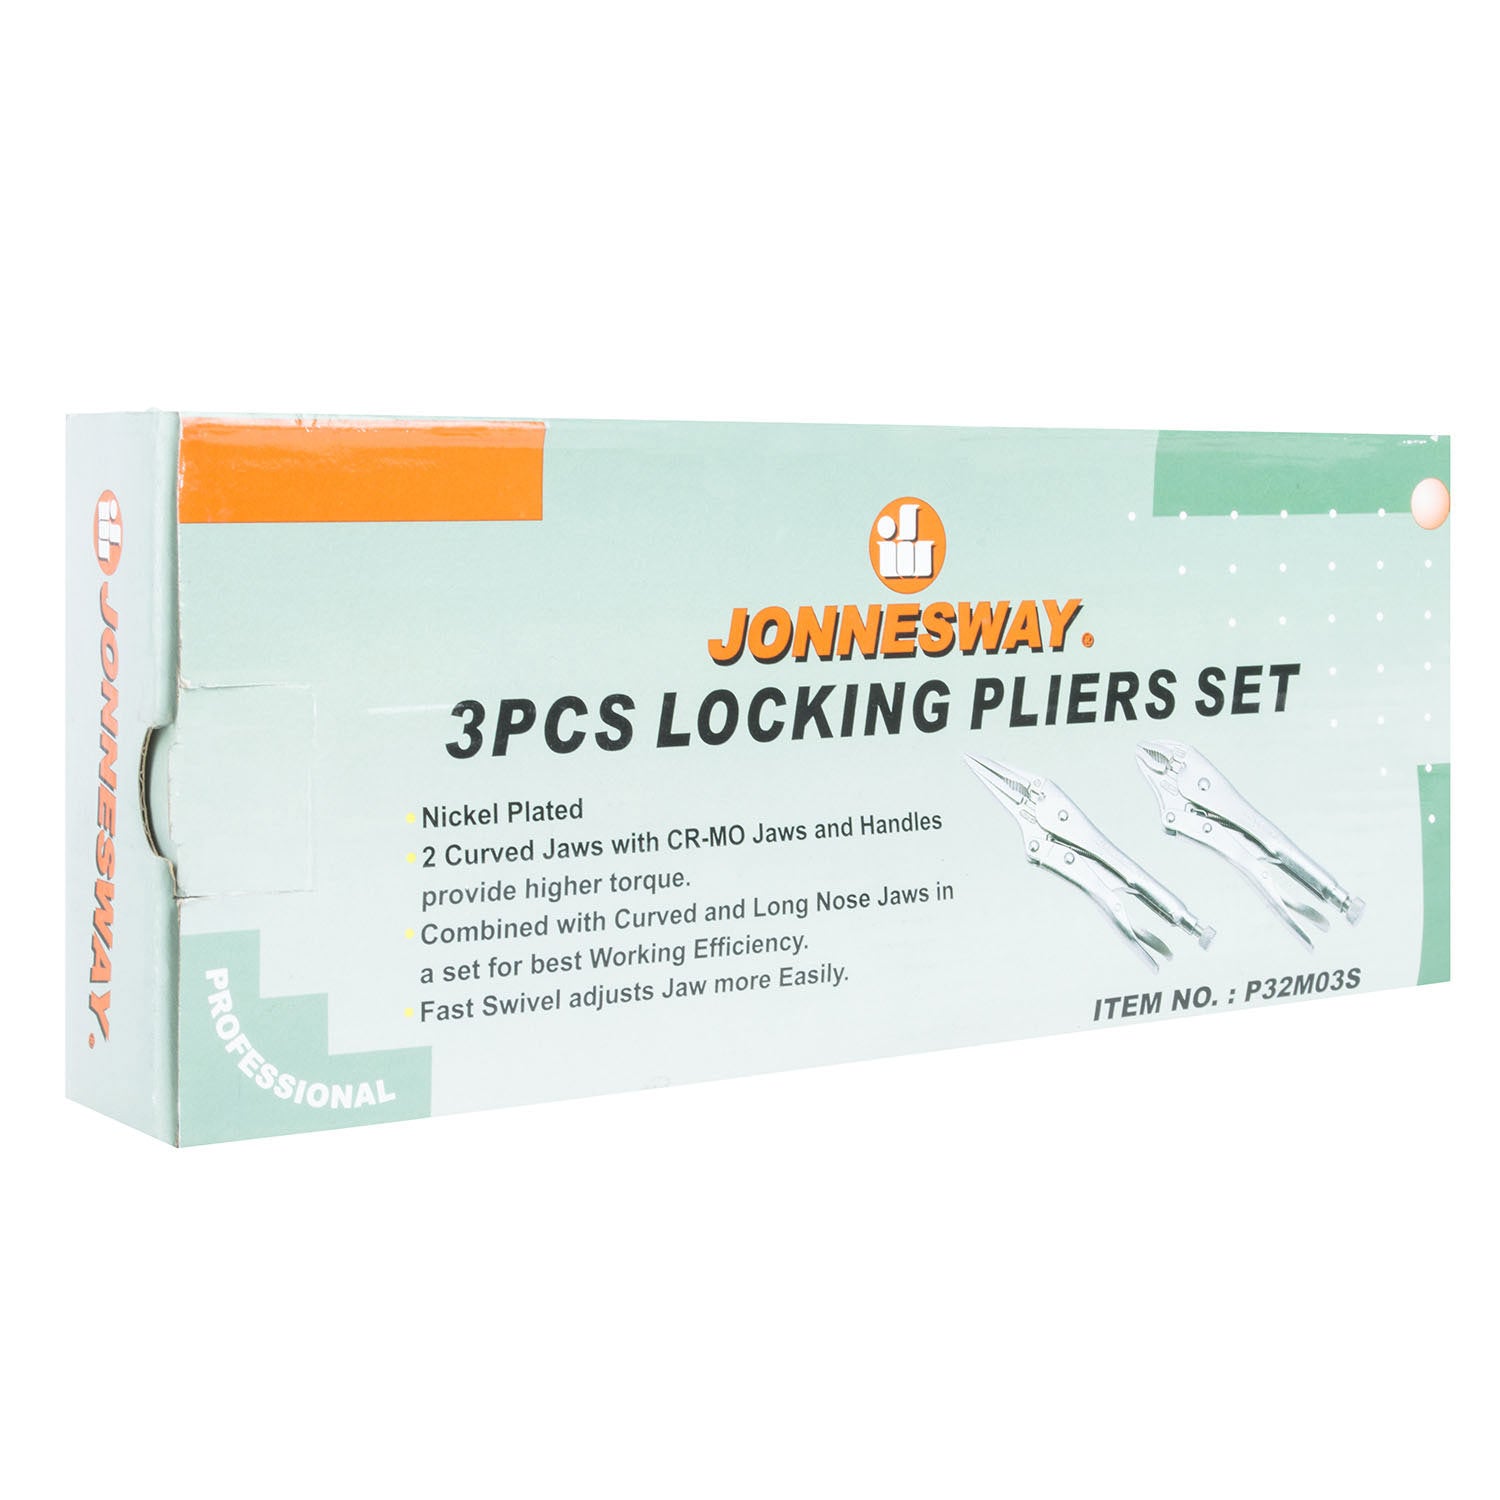 JONNESWAY®
JONNESWAY®
3PCS LOCKING PLIERS SET
Nickel Plated
2 Curved Jaws with CR-MO Jaws and Handles
provide higher torque.
Combined with Curved and Long Nose Jaws in
a set for best Working Efficiency.
Fast Swivel adjusts Jaw more Easily.
ITEM NO. : P32M03S
PROFESSIONAL